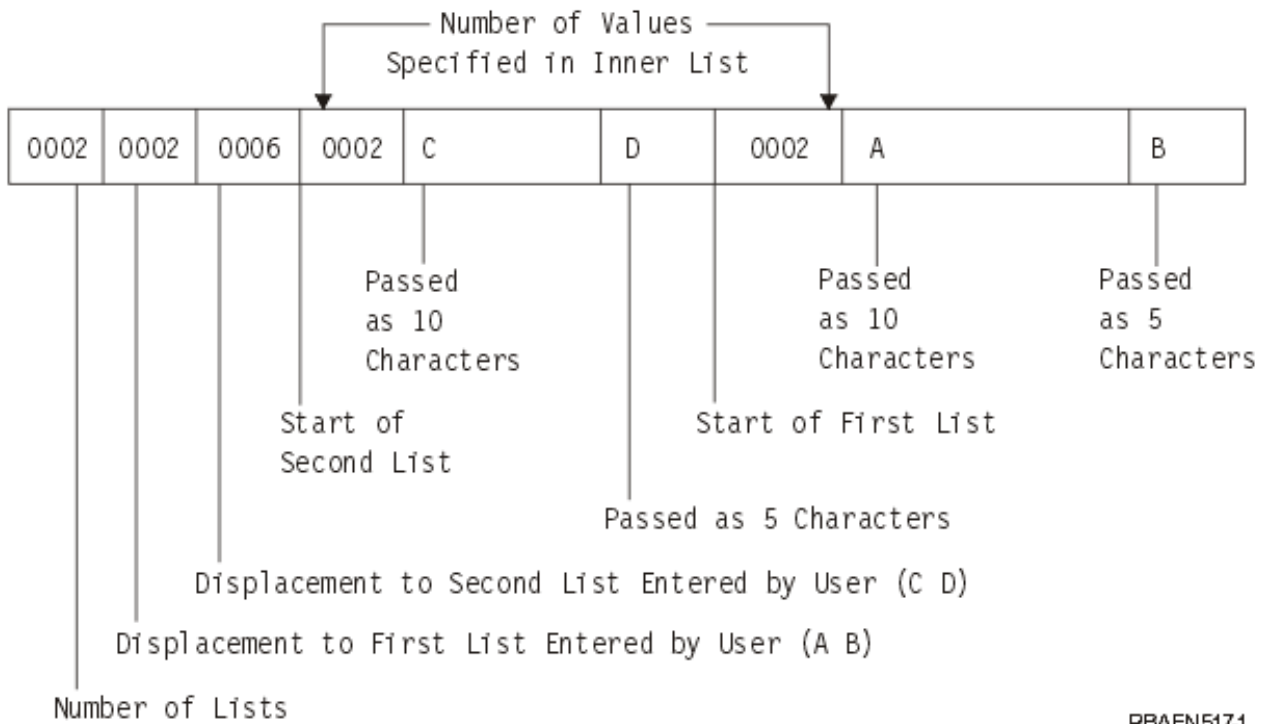 Number of Values
Specified in Inner List
0002 0002 0006 0002 C D 0002 A B
Passed
as 10
Characters
Passed
as 10
Characters
Passed
as 5
Characters
Start of
Second List
Start of First List
Passed as 5 Characters
Displacement to Second List Entered by User (C D)
Displacement to First List Entered by User (A B)
Number of Lists